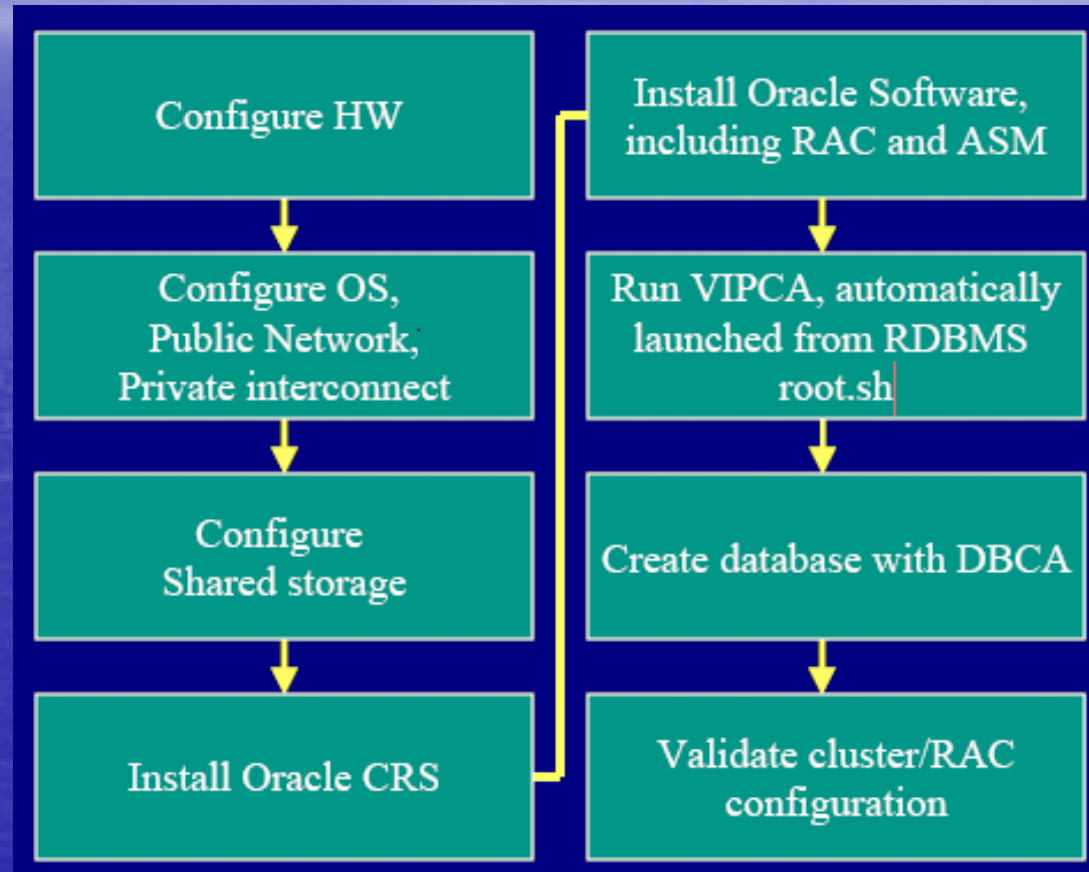 Configure HW
Configure OS,
Public Network,
Private interconnect
Configure
Shared storage
Install Oracle CRS
Install Oracle Software,
including RAC and ASM
Run VIPCA, automatically
launched from RDBMS
root.sh
Create database with DBCA
Validate cluster/RAC
configuration